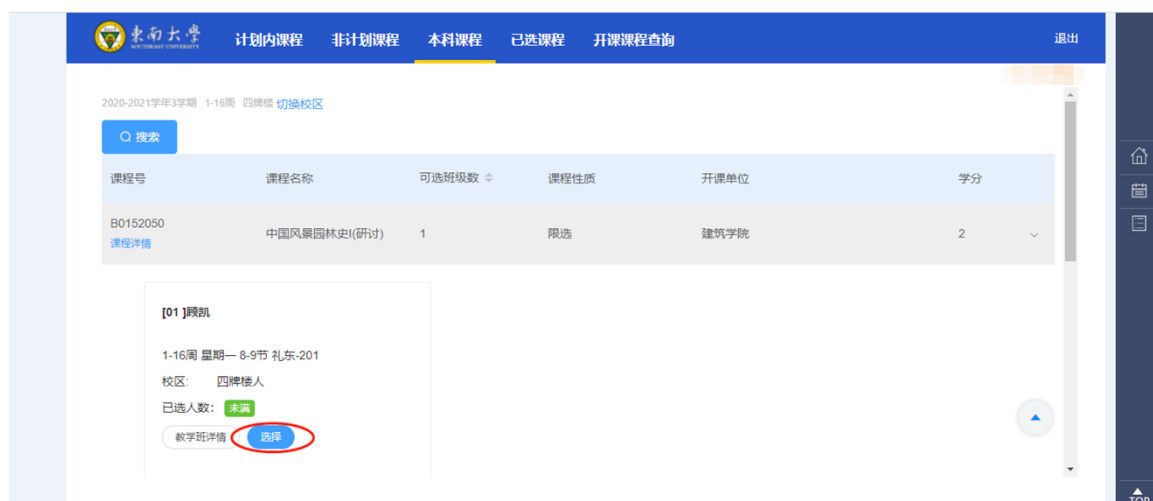 東南大學 计划内课程 非计划课程 本科课程 已选课程 开课课程查询 退出
SOUTHEAST UNIVERSITY
2020-2021学年3学期 1-16周 四牌楼 切换校区
搜索
课程号 课程名称 可选班级数 课程性质 开课单位 学分
B0152050
课程详情
中国风景园林史I(研讨) 1 限选 建筑学院 2
[01 ]顾凯
1-16周 星期一 8-9节 礼东-201
校区: 四牌楼人
已选人数: 未满
教学班详情 选择
TOP